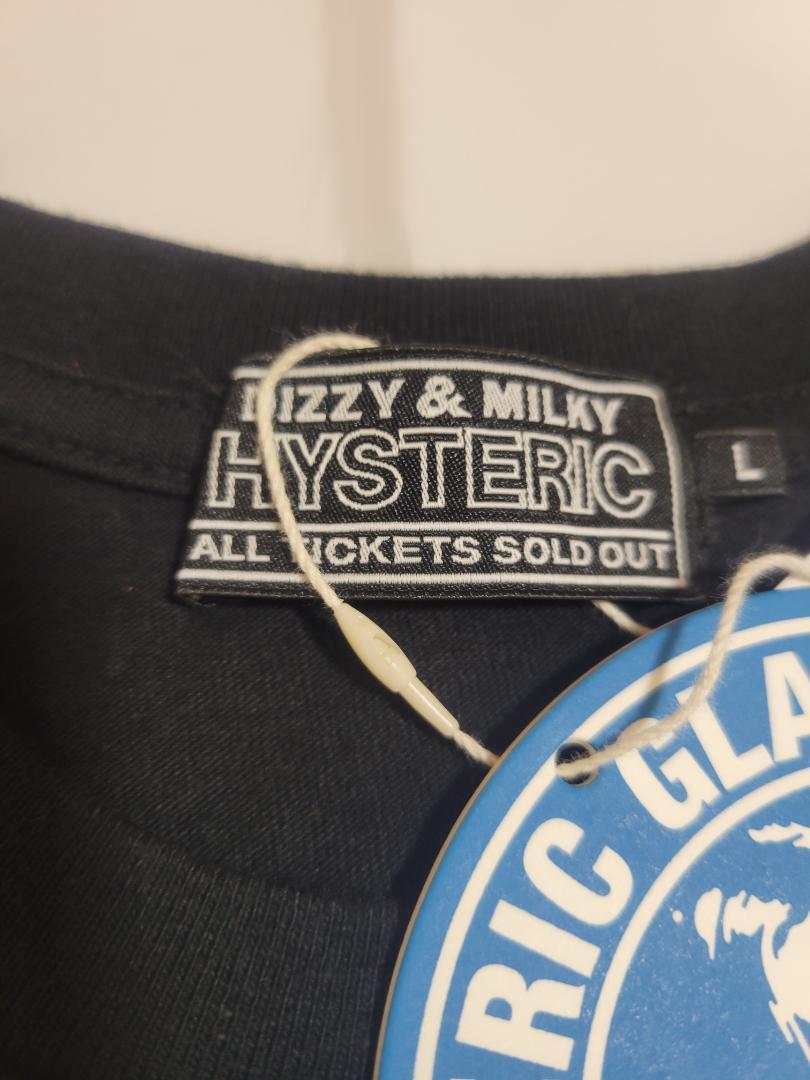 DIZZY & MILKY
HYSTERIC
ALL TICKETS SOLD OUT
L
RIC GLA